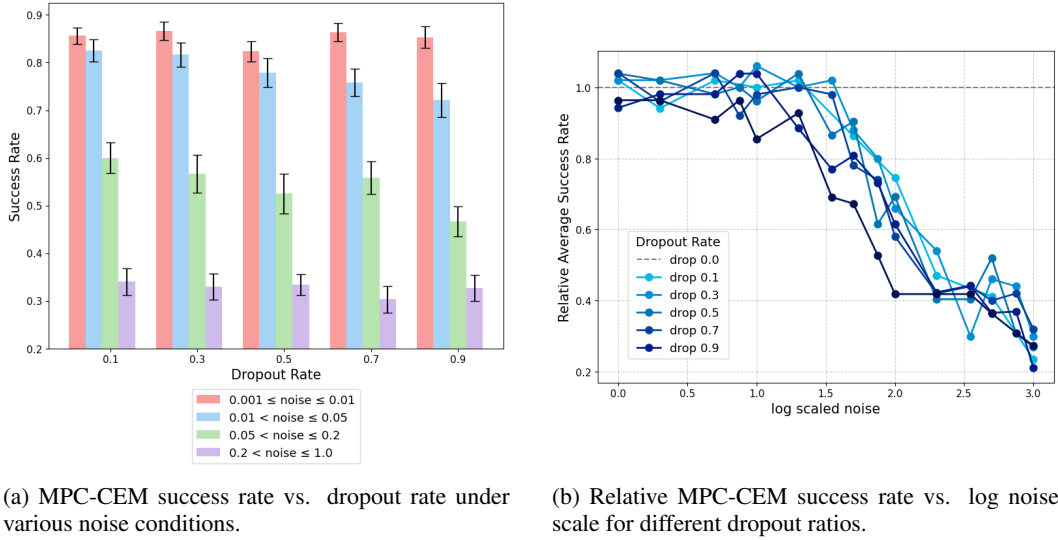 0.9
0.8
0.7
0.6
0.5
0.4
0.3
0.2
Success Rate
0.1 0.3 0.5 0.7 0.9
Dropout Rate
0.001 ≤ noise ≤ 0.01
0.01 < noise ≤ 0.05
0.05 < noise ≤ 0.2
0.2 < noise ≤ 1.0
(a) MPC-CEM success rate vs. dropout rate under
various noise conditions.
1.0
0.8
0.6
0.4
0.2
Relative Average Success Rate
Dropout Rate
drop 0.0
drop 0.1
drop 0.3
drop 0.5
drop 0.7
drop 0.9
0.0 0.5 1.0 1.5 2.0 2.5 3.0
log scaled noise
(b) Relative MPC-CEM success rate vs. log noise
scale for different dropout ratios.